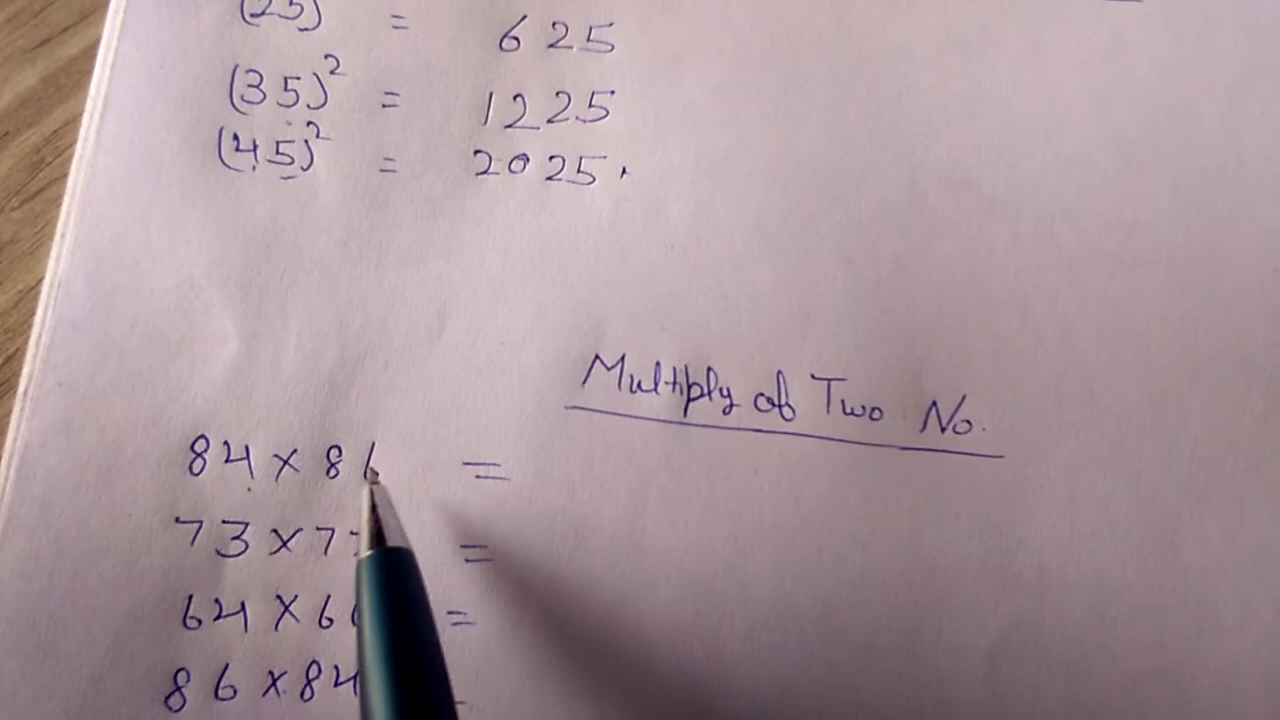 (25) = 625
(35)² = 1225
(45)² = 2025.
Multiply of Two No.
84 × 86 =
73 × 7 =
64 × 6 =
86 × 84